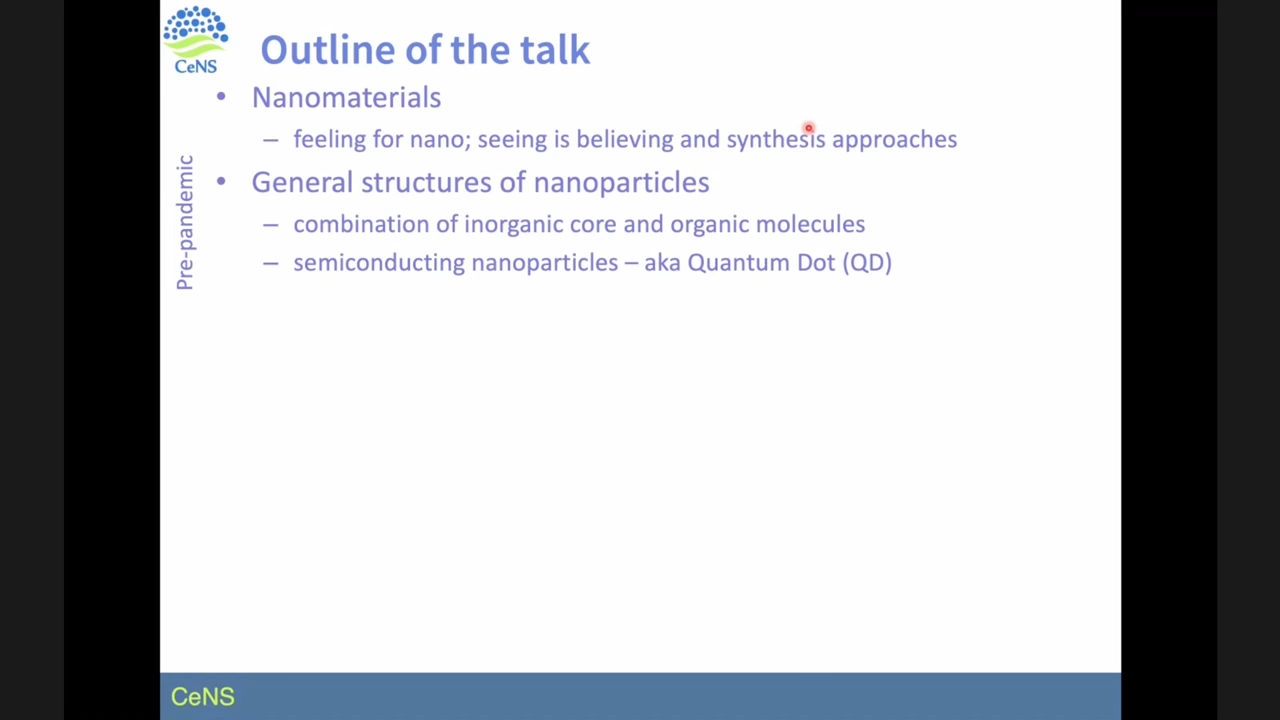 CeNS
Outline of the talk
• Nanomaterials
– feeling for nano; seeing is believing and synthesis approaches
Pre-pandemic
• General structures of nanoparticles
– combination of inorganic core and organic molecules
– semiconducting nanoparticles – aka Quantum Dot (QD)
CeNS